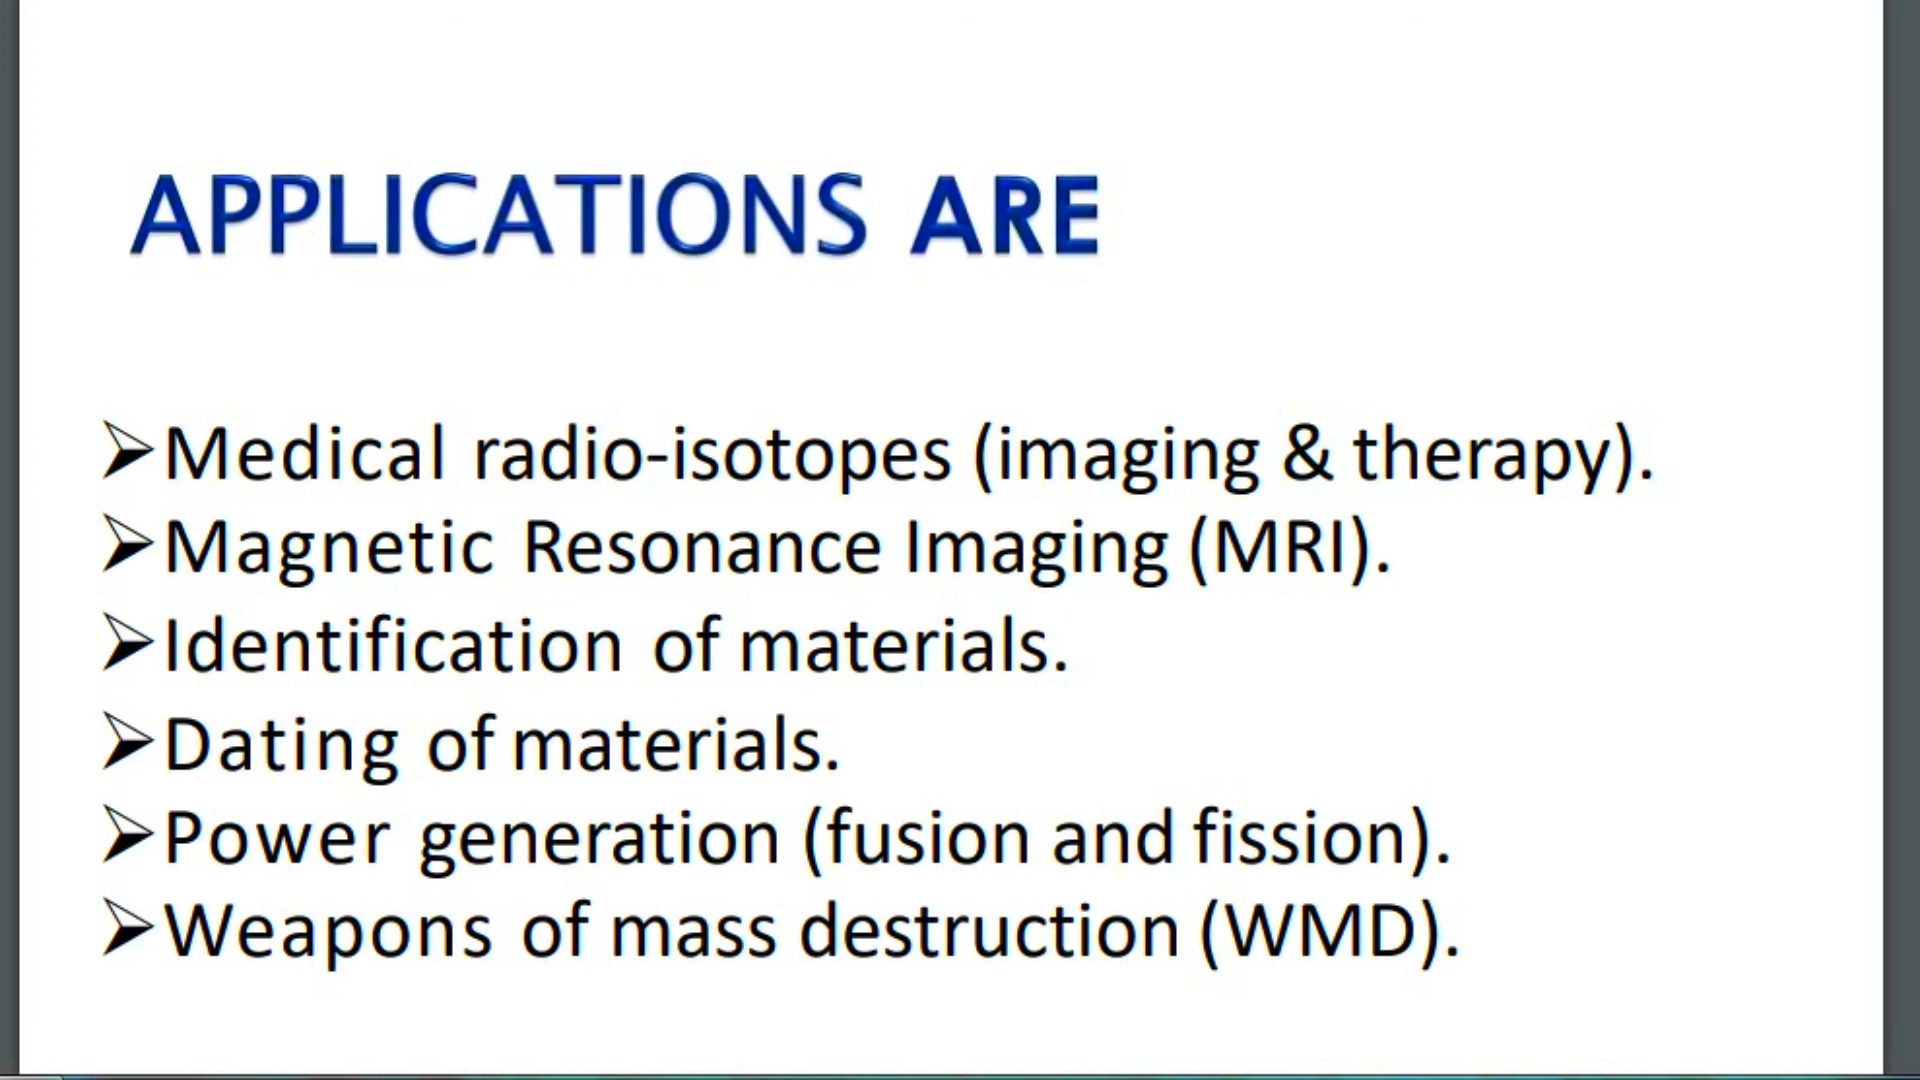 APPLICATIONS ARE
➢Medical radio-isotopes (imaging & therapy).
➢Magnetic Resonance Imaging (MRI).
➢Identification of materials.
➢Dating of materials.
➢Power generation (fusion and fission).
➢Weapons of mass destruction (WMD).